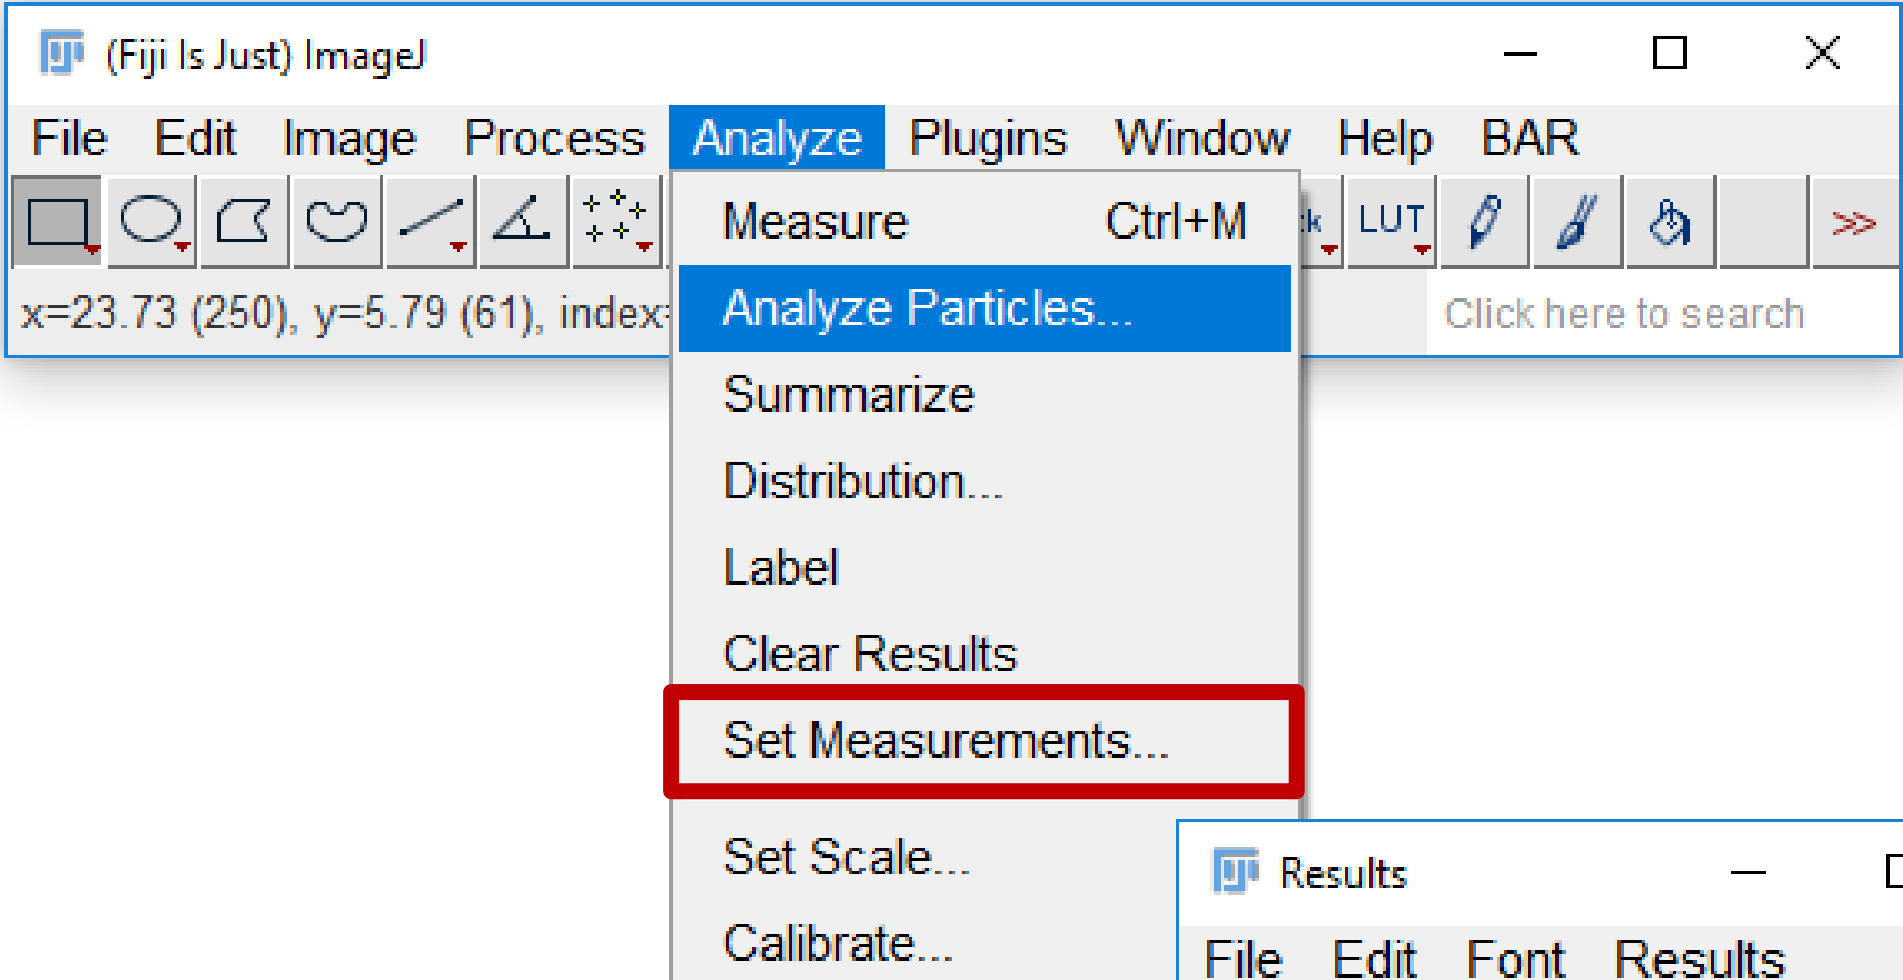 (Fiji Is Just) ImageJ
File Edit Image Process Analyze Plugins Window Help BAR
LUT
x=23.73 (250), y=5.79 (61), index=
Click here to search
Measure Ctrl+M
Analyze Particles...
Summarize
Distribution...
Label
Clear Results
Set Measurements...
Set Scale...
Calibrate...
Results
File Edit Font Results